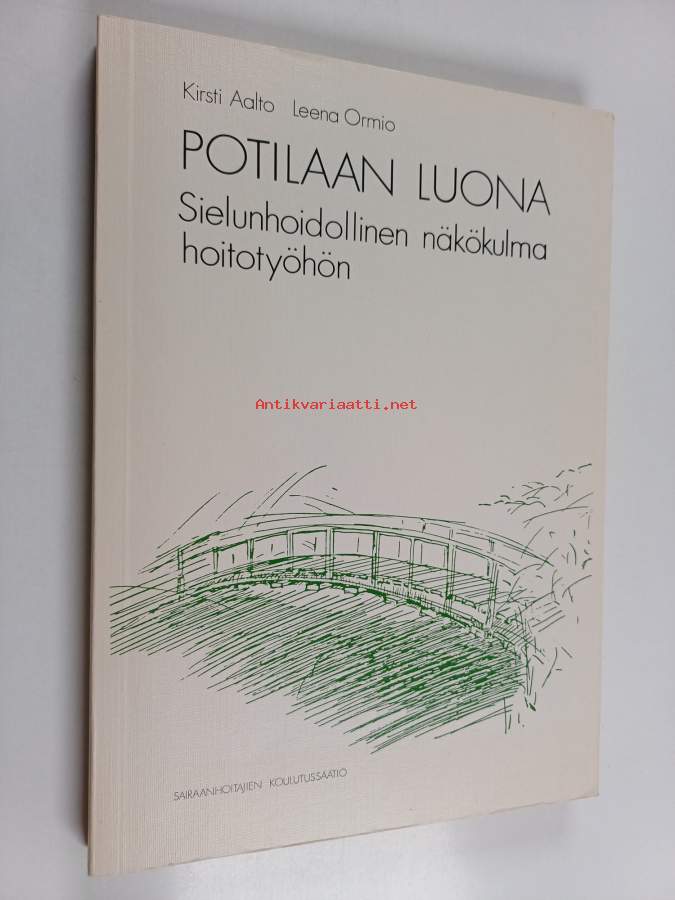 Kirsti Aalto Leena Ormio
POTILAAN LUONA
Sielunhoidollinen näkökulma
hoitotyöhön
Antikvariaatti.net
SAIRAANHOITAJIEN KOULUTUSSÄÄTIÖ